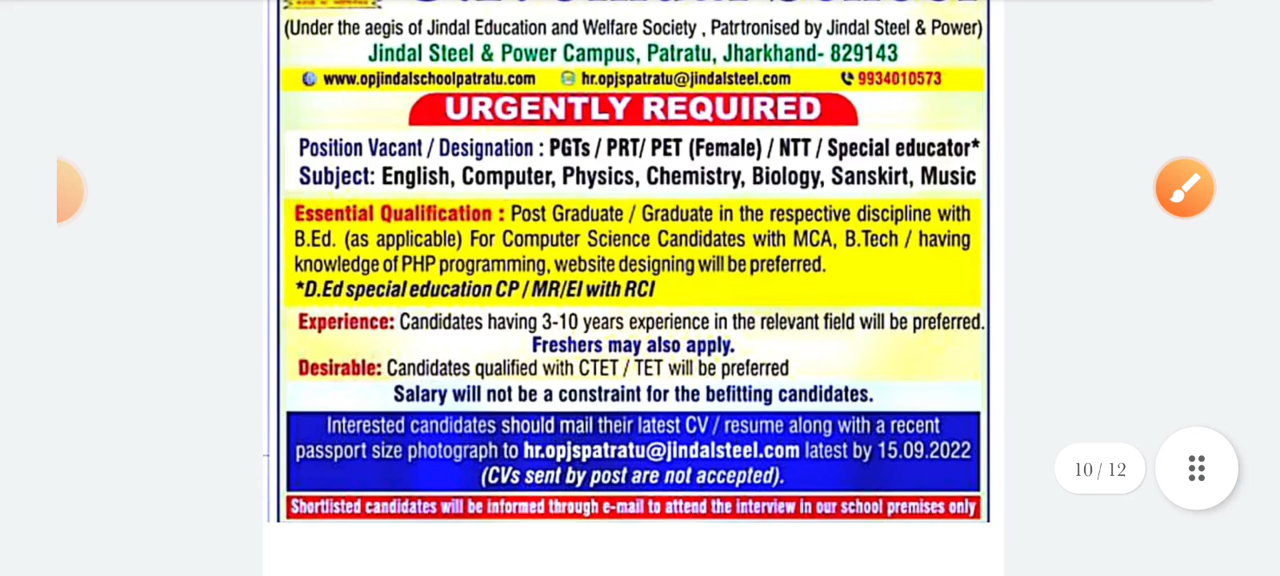 (Under the aegis of Jindal Education and Welfare Society , Patrtronised by Jindal Steel & Power)
Jindal Steel & Power Campus, Patratu, Jharkhand- 829143
www.opjindalschoolpatratu.com hr.opjspatratu@jindalsteel.com 9934010573
URGENTLY REQUIRED
Position Vacant / Designation : PGTs / PRT/ PET (Female) / NTT / Special educator*
Subject: English, Computer, Physics, Chemistry, Biology, Sanskirt, Music
Essential Qualification : Post Graduate / Graduate in the respective discipline with
B.Ed. (as applicable) For Computer Science Candidates with MCA, B.Tech / having
knowledge of PHP programming, website designing will be preferred.
*D.Ed special education CP / MR/EI with RCI
Experience: Candidates having 3-10 years experience in the relevant field will be preferred.
Freshers may also apply.
Desirable: Candidates qualified with CTET / TET will be preferred
Salary will not be a constraint for the befitting candidates.
Interested candidates should mail their latest CV / resume along with a recent
passport size photograph to hr.opjspatratu@jindalsteel.com latest by 15.09.2022
(CVs sent by post are not accepted).
Shortlisted candidates will be informed through e-mail to attend the interview in our school premises only
10 / 12